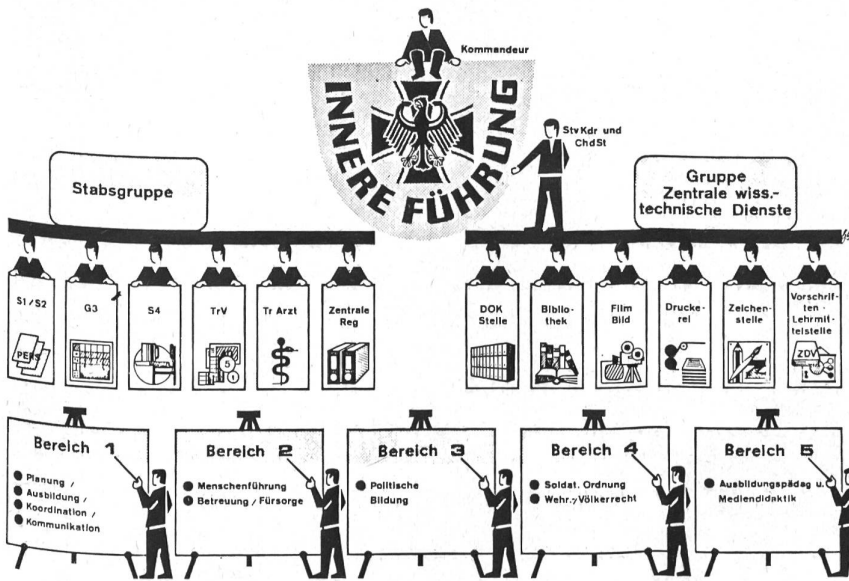 Kommandeur
INNERE FÜHRUNG
StvKdr und
ChdSt
Stabsgruppe
Gruppe
Zentrale wiss.-
technische Dienste
S1/S2
PERS
G3
S4
TrV
5
1
Tr Arzt
Zentrale
Reg
DOK
Stelle
Biblio-
thek
Film
Bild
Drucke-
rei
Zeichen-
stelle
Vorschrif-
ten -
Lehrmit-
telstelle
ZDV
Bereich 1
Planung /
Ausbildung /
Koordination /
Kommunikation
Bereich 2
Menschenführung
Betreuung / Fürsorge
Bereich 3
Politische
Bildung
Bereich 4
Soldat. Ordnung
Wehr-/Völkerrecht
Bereich 5
Ausbildungspädag u.
Mediendidaktik